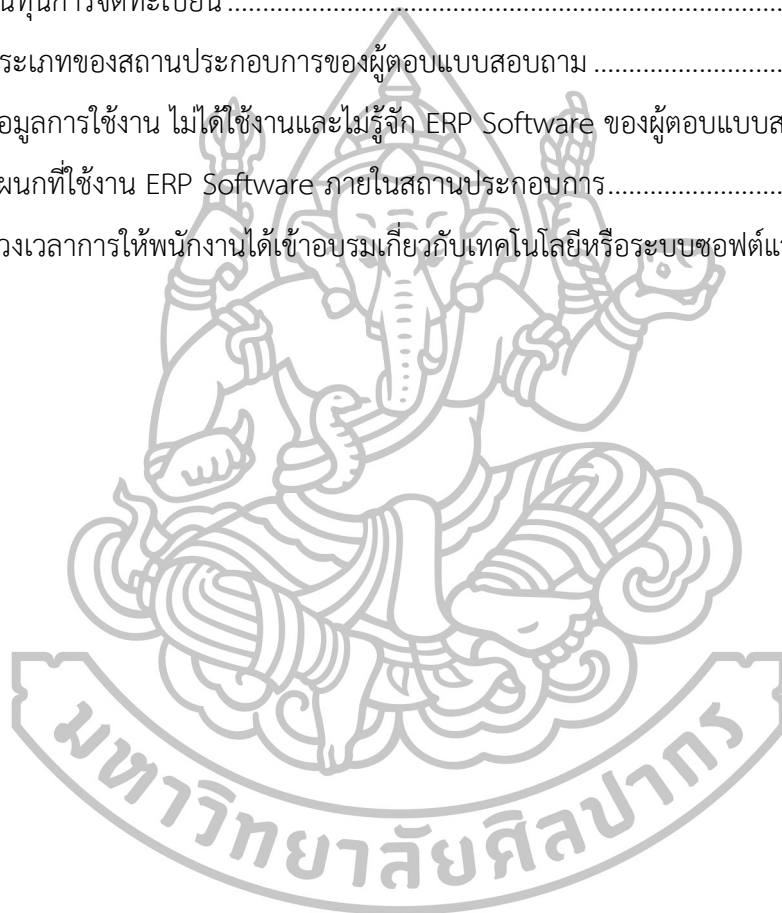 นทุนการจดทะเบียน ................................................................................
ระเภทของสถานประกอบการของผู้ตอบแบบสอบถาม ...........................
อมูลการใช้งาน ไม่ได้ใช้งานและไม่รู้จัก ERP Software ของผู้ตอบแบบส
ผนกที่ใช้งาน ERP Software ภายในสถานประกอบการ.........................
วงเวลาการให้พนักงานได้เข้าอบรมเกี่ยวกับเทคโนโลยีหรือระบบซอฟต์แ
มหาวิทยาลัยศิลปากร